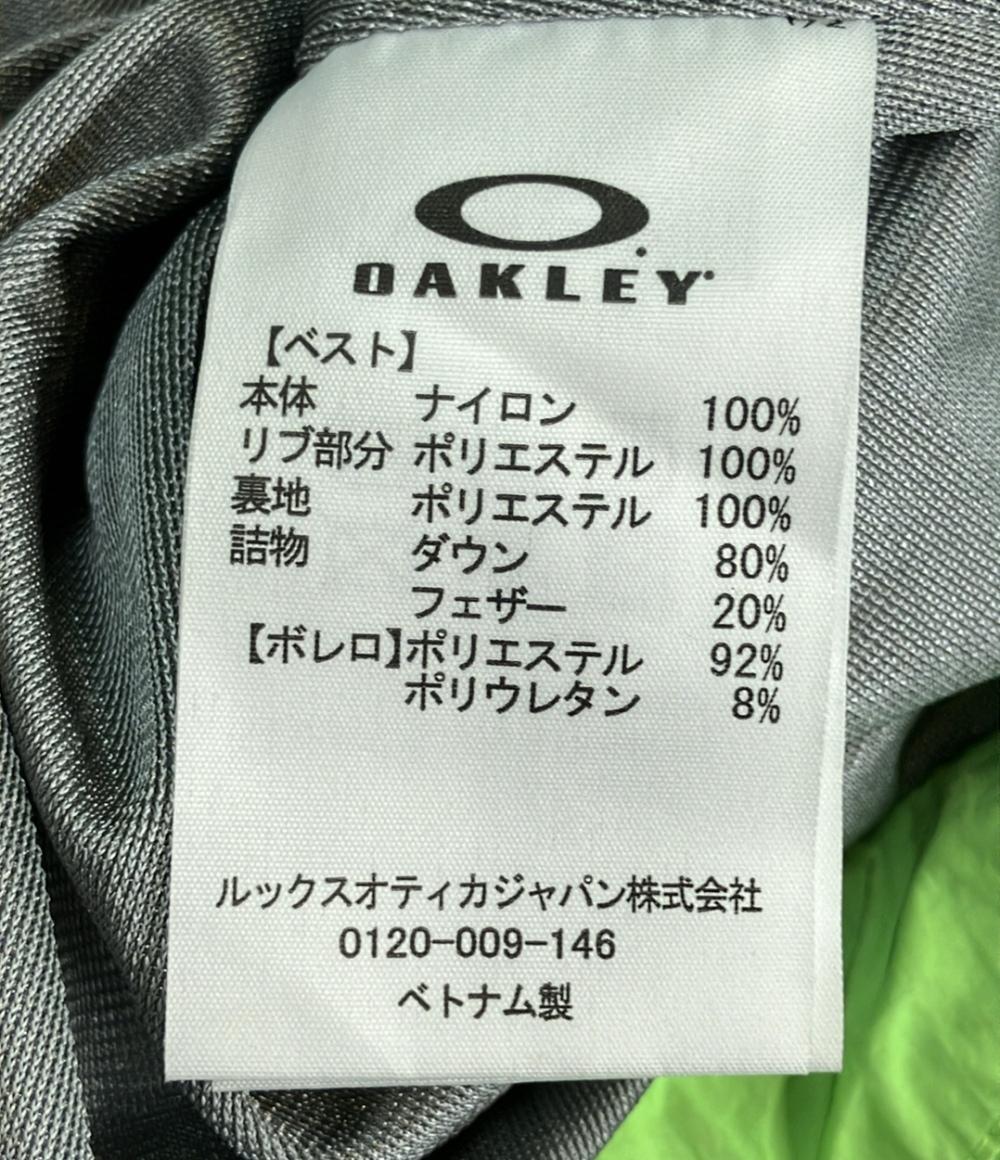 OAKLEY
【ベスト】
本体 ナイロン 100%
リブ部分 ポリエステル 100%
裏地 ポリエステル 100%
詰物 ダウン 80%
フェザー 20%
【ボレロ】ポリエステル 92%
ポリウレタン 8%
ルックスオティカジャパン株式会社
0120-009-146
ベトナム製